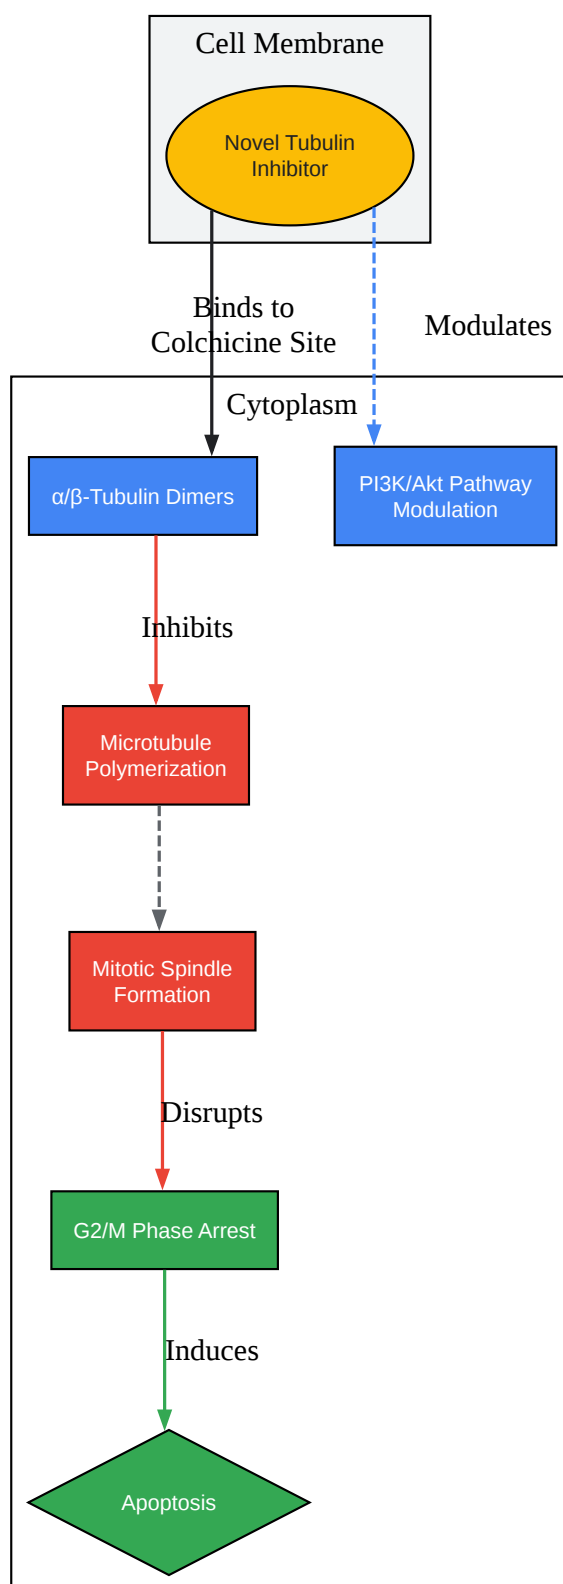 Cell Membrane
Novel Tubulin
Inhibitor
Binds to
Colchicine Site
Modulates
Cytoplasm
α/β-Tubulin Dimers
PI3K/Akt Pathway
Modulation
Inhibits
Microtubule
Polymerization
Mitotic Spindle
Formation
Disrupts
G2/M Phase Arrest
Induces
Apoptosis